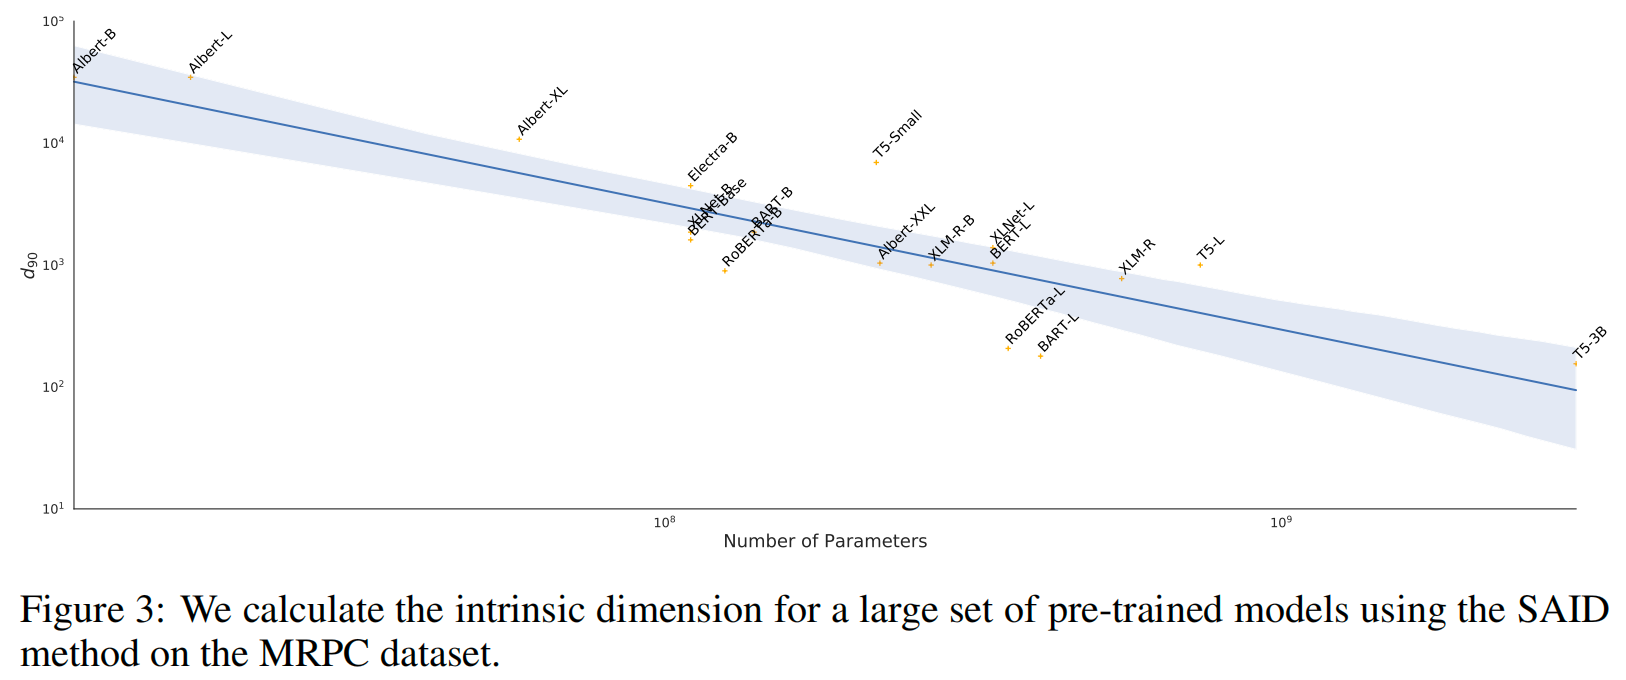 10⁵
Albert-B
Albert-L
Albert-XL
10⁴
T5-Small
Electra-B
XLNet-B
BERT-Base
BART-B
RoBERTa-B
Albert-XXL
XLM-R-B
XLNet-L
BERT-L
XLM-R
T5-L
d₉₀
10³
RoBERTa-L
BART-L
T5-3B
10²
10¹
10⁸
10⁹
Number of Parameters
Figure 3: We calculate the intrinsic dimension for a large set of pre-trained models using the SAID
method on the MRPC dataset.